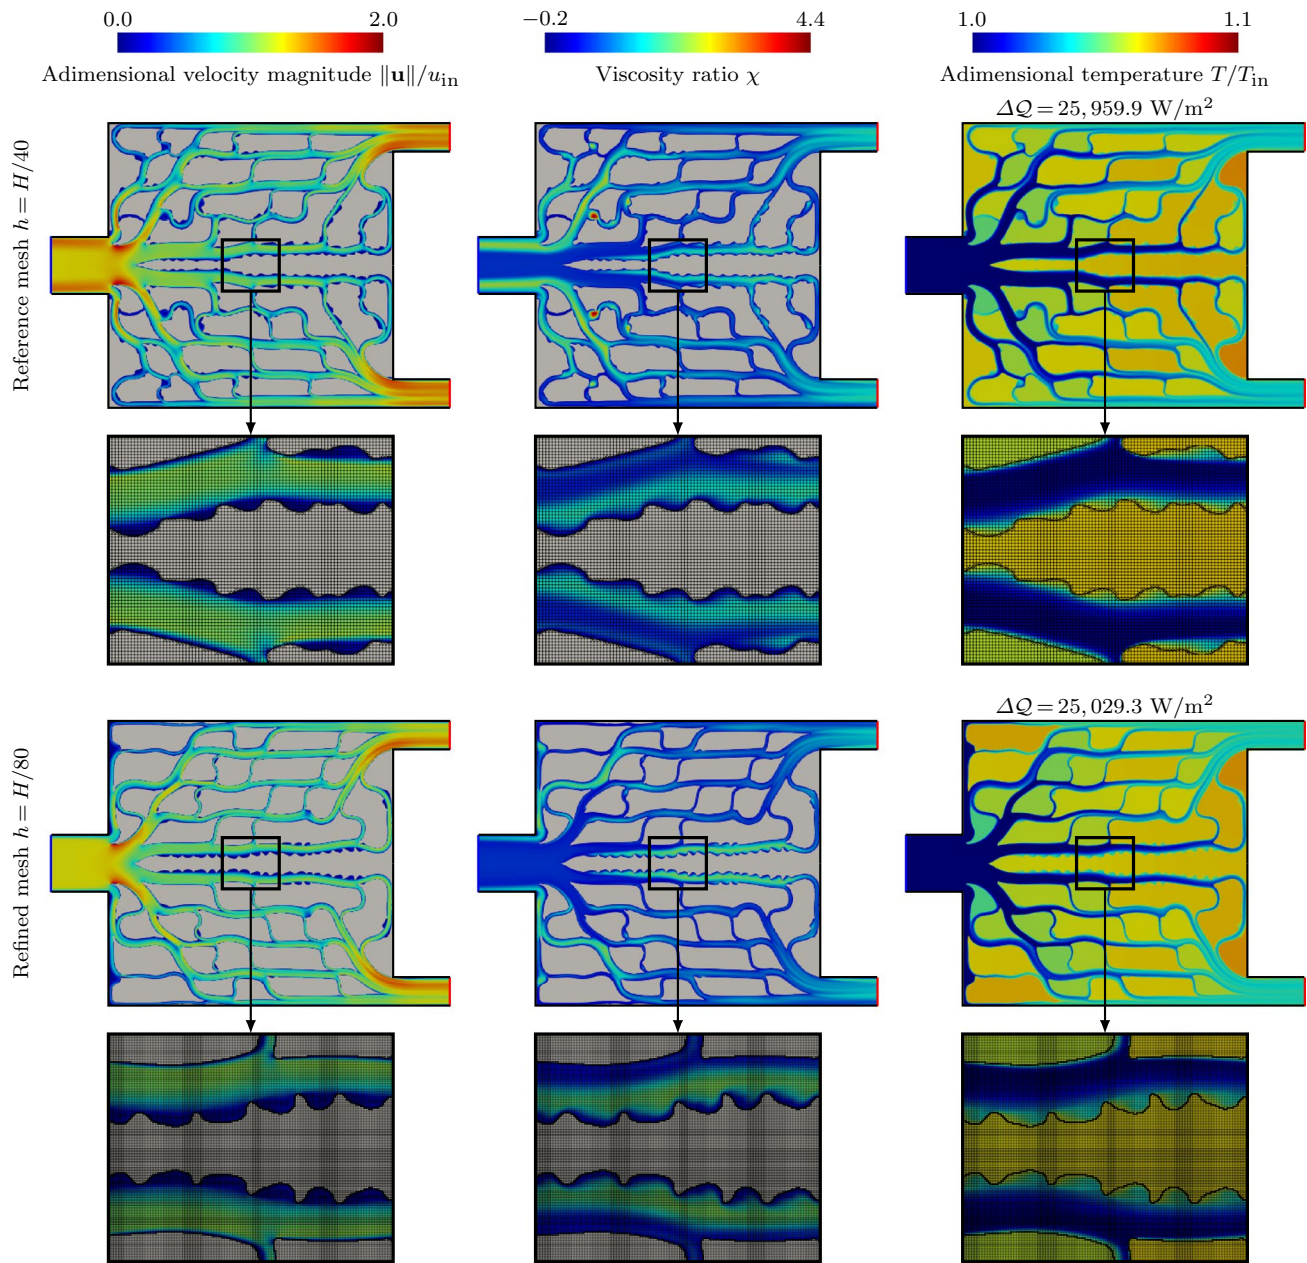 0.0 2.0
−0.2 4.4
1.0 1.1
Adimensional velocity magnitude ‖u‖/u_in
Viscosity ratio χ
Adimensional temperature T/T_in
ΔQ = 25,959.9 W/m²
Reference mesh h = H/40
ΔQ = 25,029.3 W/m²
Refined mesh h = H/80